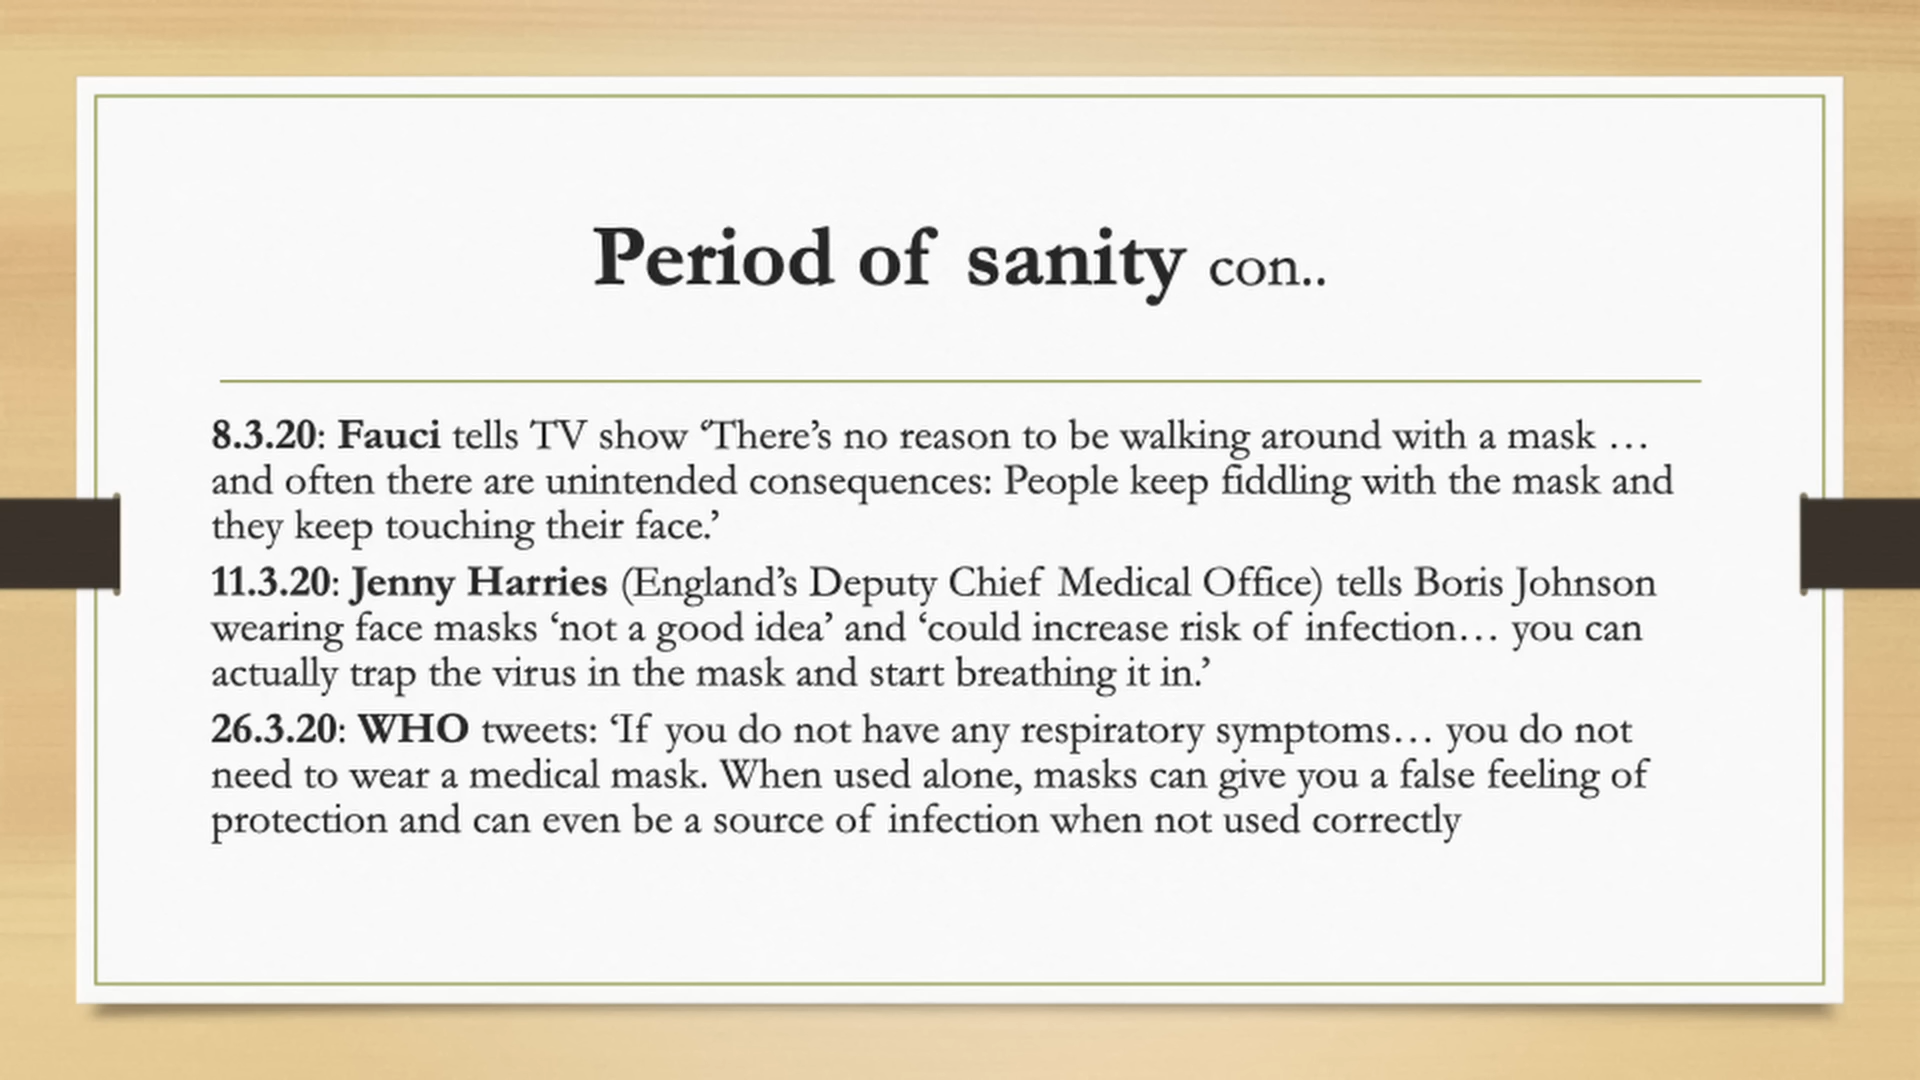 Period of sanity con..
8.3.20: Fauci tells TV show ‘There’s no reason to be walking around with a mask …
and often there are unintended consequences: People keep fiddling with the mask and
they keep touching their face.’
11.3.20: Jenny Harries (England’s Deputy Chief Medical Office) tells Boris Johnson
wearing face masks ‘not a good idea’ and ‘could increase risk of infection… you can
actually trap the virus in the mask and start breathing it in.’
26.3.20: WHO tweets: ‘If you do not have any respiratory symptoms… you do not
need to wear a medical mask. When used alone, masks can give you a false feeling of
protection and can even be a source of infection when not used correctly